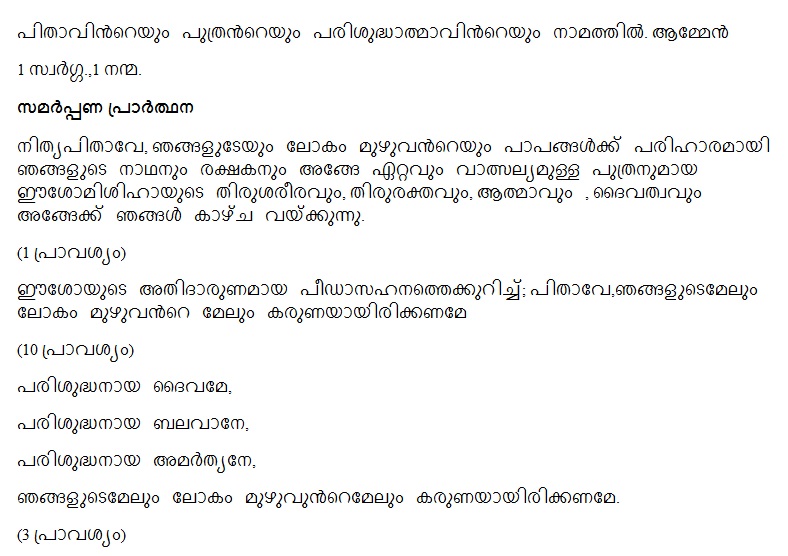 പിതാവിൻറെയും പുത്രൻറെയും പരിശുദ്ധാത്മാവിൻറെയും നാമത്തിൽ. ആമ്മേൻ
1 സ്വർഗ്ഗ.,1 നന്മ.
സമർപ്പണ പ്രാർത്ഥന
നിത്യപിതാവേ, ഞങ്ങളുടേയും ലോകം മുഴുവൻറെയും പാപങ്ങൾക്ക് പരിഹാരമായി
ഞങ്ങളുടെ നാഥനും രക്ഷകനും അങ്ങേ ഏറ്റവും വാത്സല്യമുള്ള പുത്രനുമായ
ഈശോമിശിഹായുടെ തിരുശരീരവും, തിരുരക്തവും, ആത്മാവും , ദൈവത്വവും
അങ്ങേക്ക് ഞങ്ങൾ കാഴ്ച വയ്ക്കുന്നു.
(1 പ്രാവശ്യം)
ഈശോയുടെ അതിദാരുണമായ പീഡാസഹനത്തെക്കുറിച്ച്; പിതാവേ,ഞങ്ങളുടെമേലും
ലോകം മുഴുവൻറെ മേലും കരുണയായിരിക്കണമേ
(10 പ്രാവശ്യം)
പരിശുദ്ധനായ ദൈവമേ,
പരിശുദ്ധനായ ബലവാനേ,
പരിശുദ്ധനായ അമർത്യനേ,
ഞങ്ങളുടെമേലും ലോകം മുഴുവുൻറെമേലും കരുണയായിരിക്കണമേ.
(3 പ്രാവശ്യം)